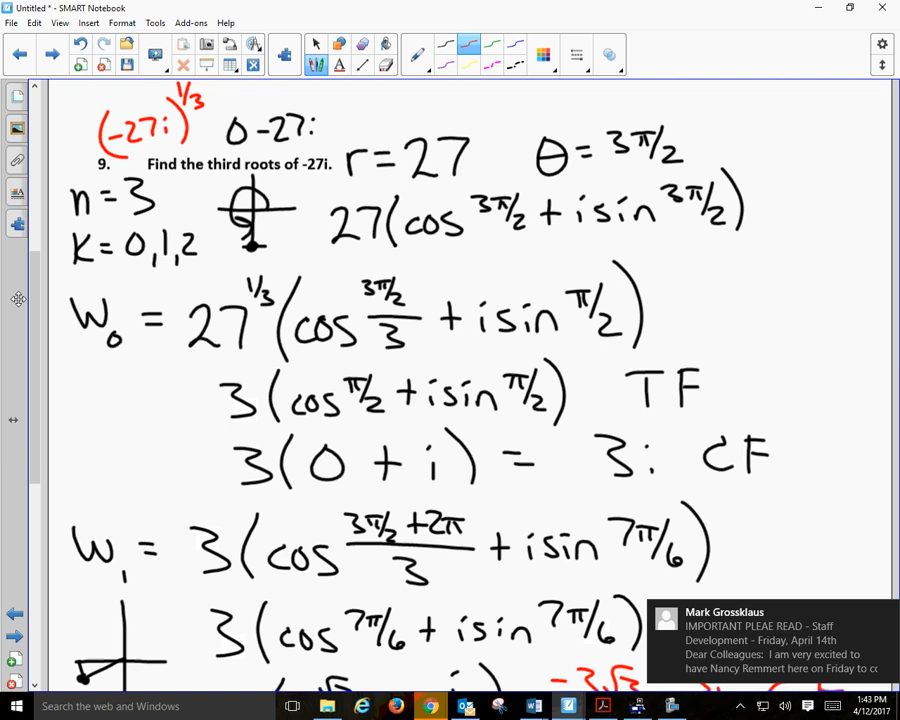 Untitled * - SMART Notebook
File Edit View Insert Format Tools Add-ons Help
(-27i)^1/3 0 -27i
9. Find the third roots of -27i. r = 27 θ = 3π/2
n = 3
27(cos 3π/2 + i sin 3π/2)
K = 0, 1, 2
W₀ = 27^1/3 (cos (3π/2)/3 + i sin π/2)
3(cos π/2 + i sin π/2) TF
3(0 + i) = 3i CF
W₁ = 3(cos (3π/2 + 2π)/3 + i sin 7π/6)
3(cos 7π/6 + i sin 7π/6)
-3√3
Mark Grossklaus
IMPORTANT PLEAE READ - Staff
Development - Friday, April 14th
Dear Colleagues: I am very excited to
have Nancy Remmert here on Friday to cc
Search the web and Windows
1:43 PM
4/12/2017